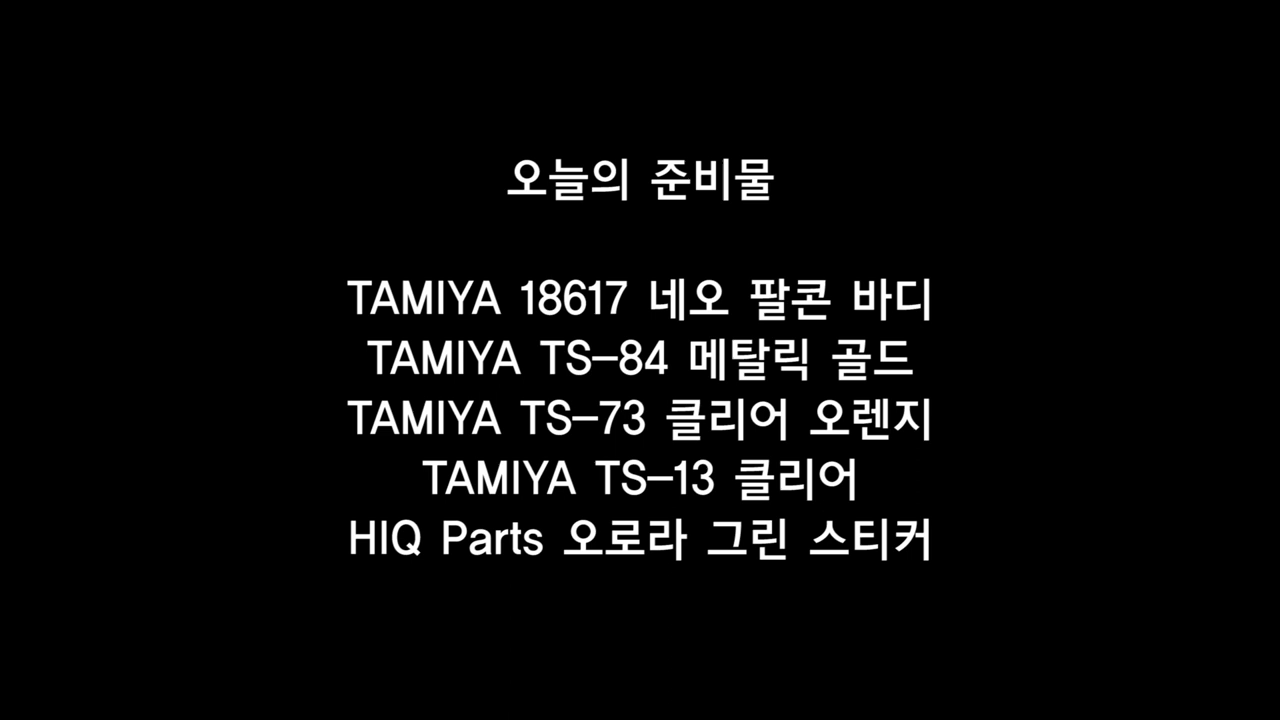 오늘의 준비물
TAMIYA 18617 네오 팔콘 바디
TAMIYA TS-84 메탈릭 골드
TAMIYA TS-73 클리어 오렌지
TAMIYA TS-13 클리어
HIQ Parts 오로라 그린 스티커